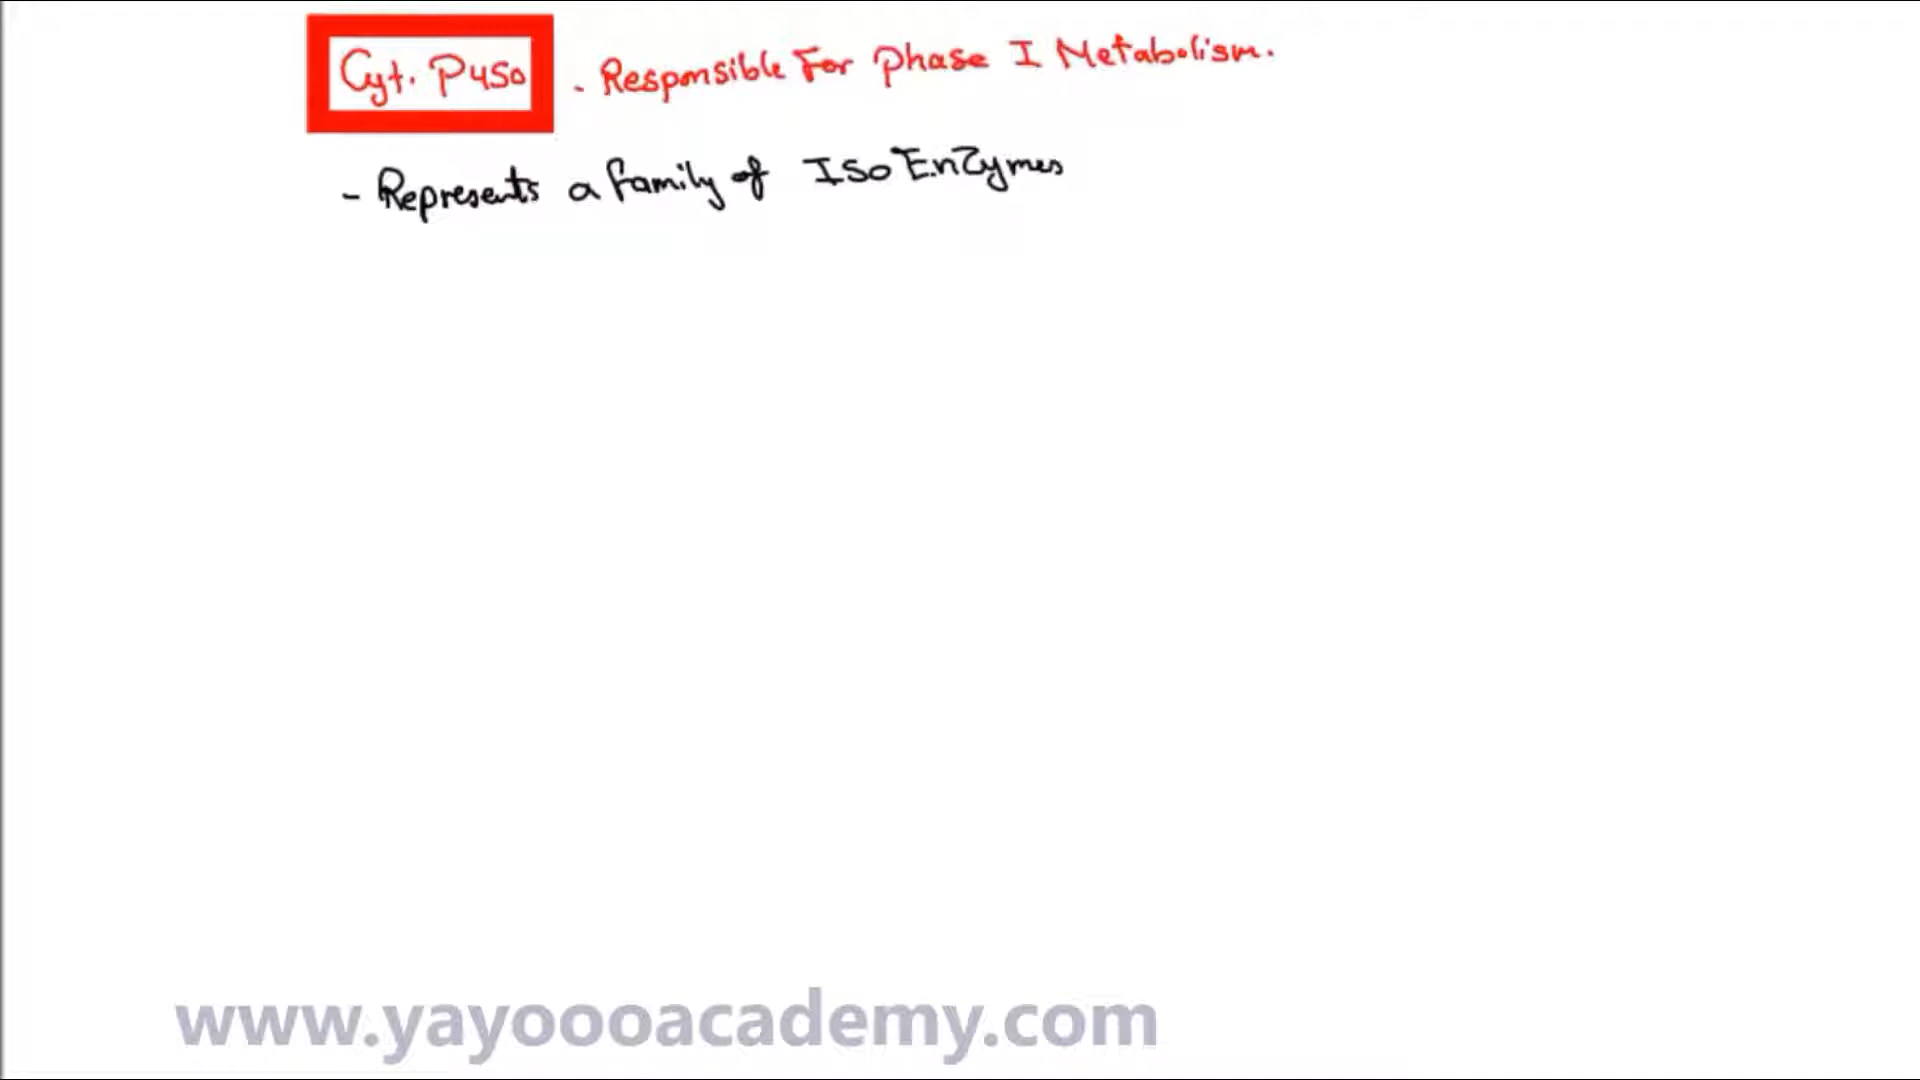 Cyt. P450 - Responsible For Phase I Metabolism.
- Represents a family of IsoEnzymes
www.yayoooacademy.com